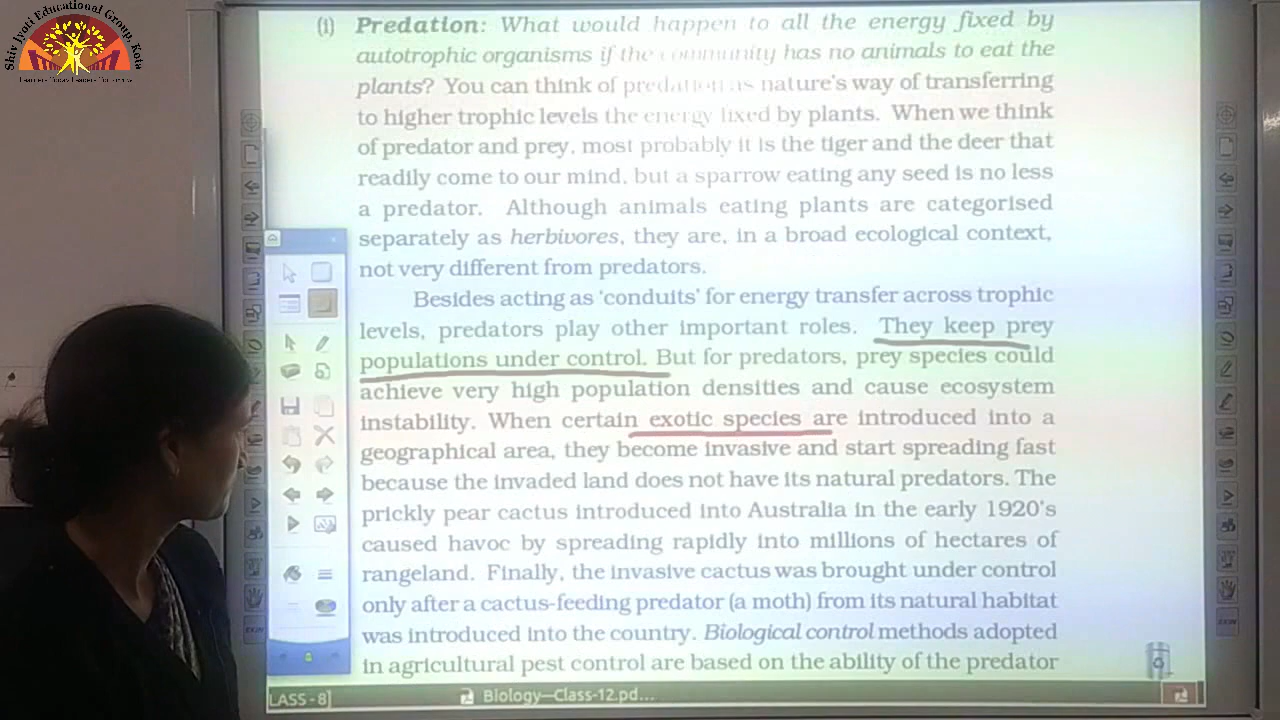 Shiv Jyoti Educational Group, Kota
(i) Predation: What would happen to all the energy fixed by
autotrophic organisms if the community has no animals to eat the
plants? You can think of predation as nature's way of transferring
to higher trophic levels the energy fixed by plants. When we think
of predator and prey, most probably it is the tiger and the deer that
readily come to our mind, but a sparrow eating any seed is no less
a predator. Although animals eating plants are categorised
separately as herbivores, they are, in a broad ecological context,
not very different from predators.
Besides acting as 'conduits' for energy transfer across trophic
levels, predators play other important roles. They keep prey
populations under control. But for predators, prey species could
achieve very high population densities and cause ecosystem
instability. When certain exotic species are introduced into a
geographical area, they become invasive and start spreading fast
because the invaded land does not have its natural predators. The
prickly pear cactus introduced into Australia in the early 1920's
caused havoc by spreading rapidly into millions of hectares of
rangeland. Finally, the invasive cactus was brought under control
only after a cactus-feeding predator (a moth) from its natural habitat
was introduced into the country. Biological control methods adopted
in agricultural pest control are based on the ability of the predator
LASS - 8]
Biology—Class-12.pd...